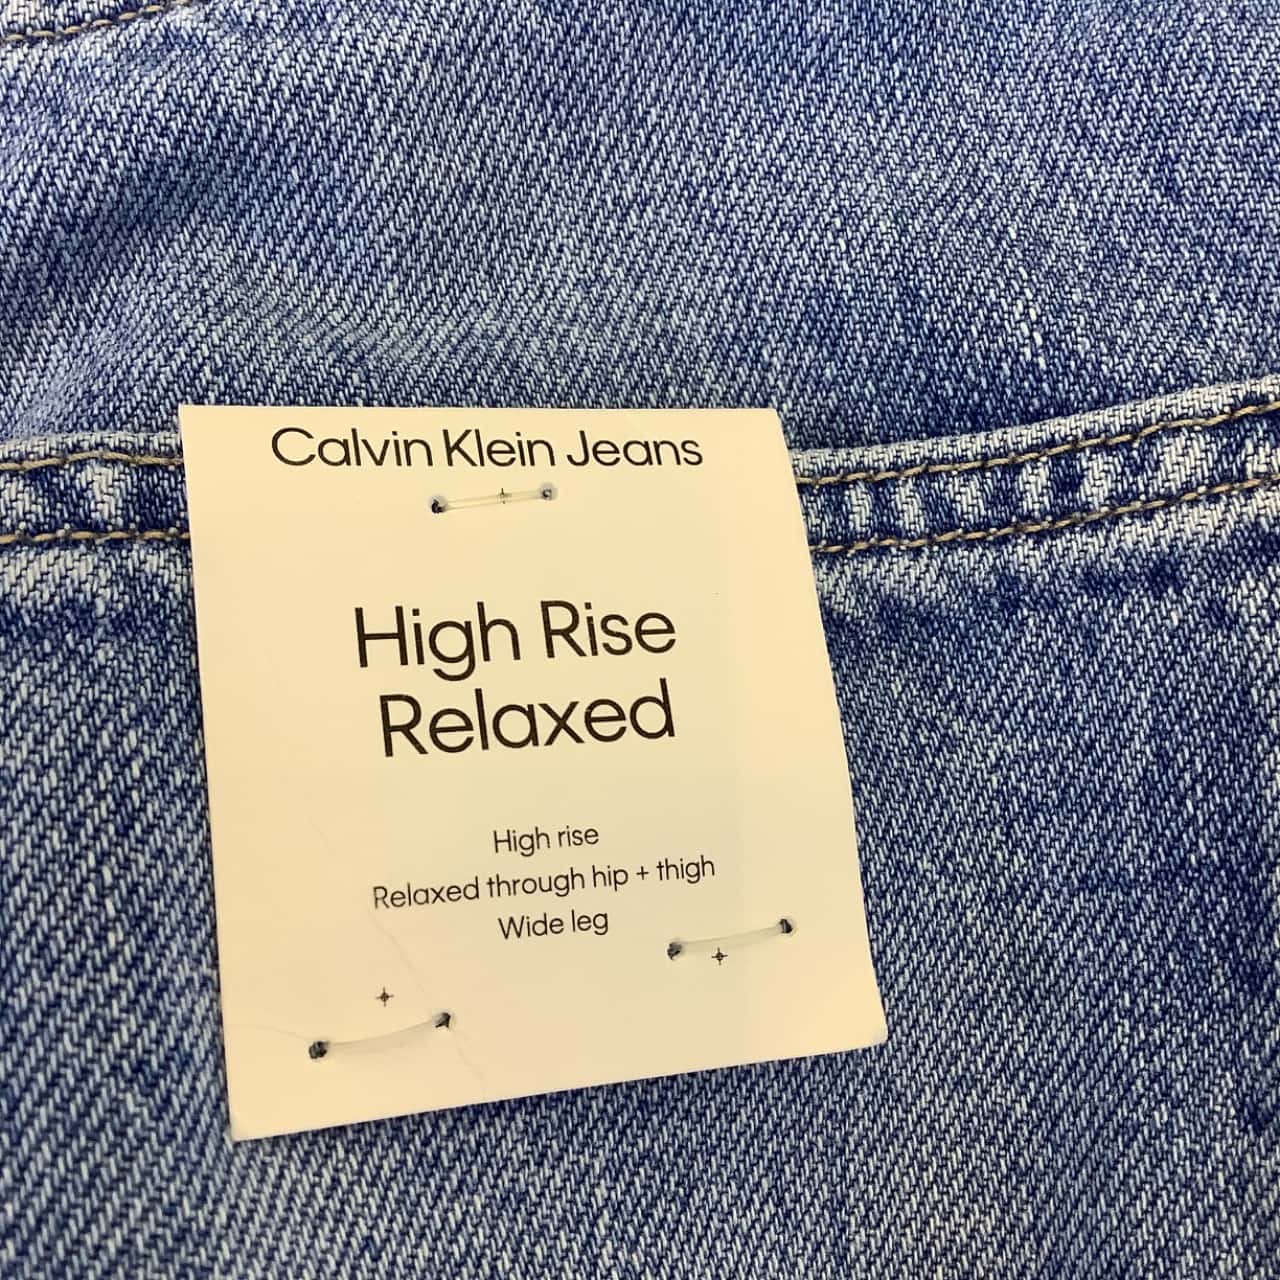 Calvin Klein Jeans
High Rise
Relaxed
High rise
Relaxed through hip + thigh
Wide leg